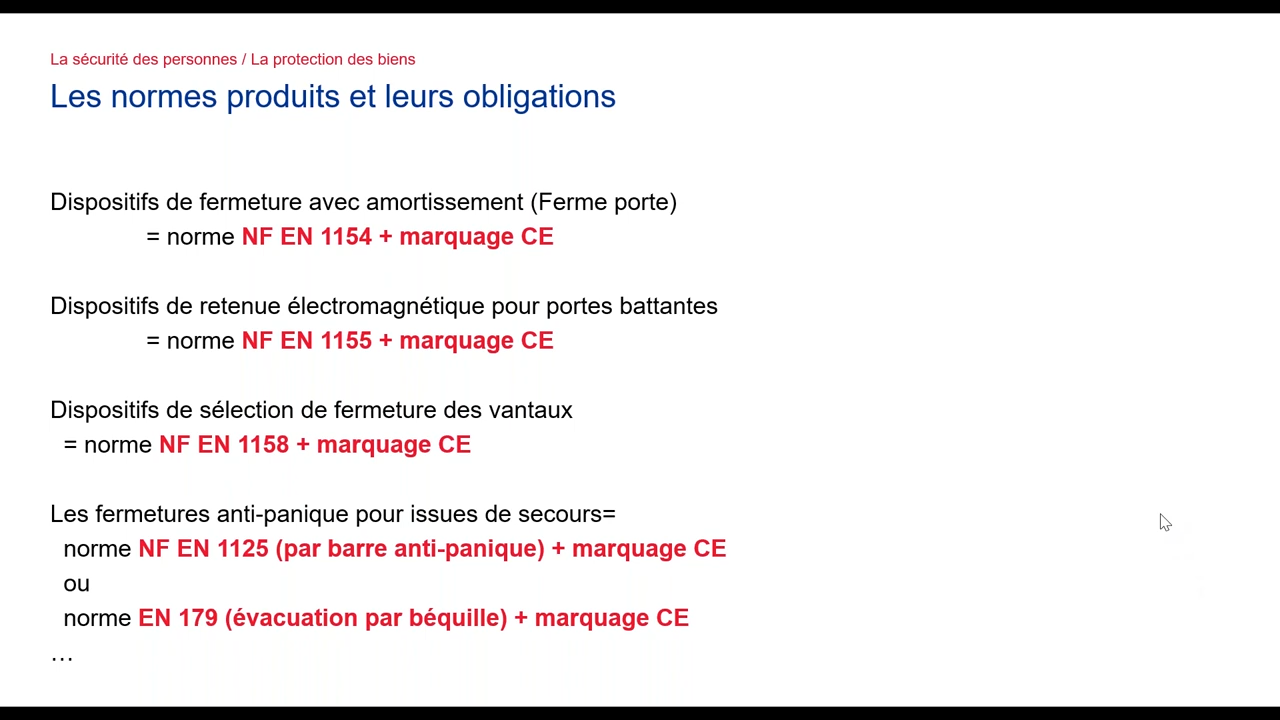 La sécurité des personnes / La protection des biens
Les normes produits et leurs obligations
Dispositifs de fermeture avec amortissement (Ferme porte)
= norme NF EN 1154 + marquage CE
Dispositifs de retenue électromagnétique pour portes battantes
= norme NF EN 1155 + marquage CE
Dispositifs de sélection de fermeture des vantaux
= norme NF EN 1158 + marquage CE
Les fermetures anti-panique pour issues de secours=
norme NF EN 1125 (par barre anti-panique) + marquage CE
ou
norme EN 179 (évacuation par béquille) + marquage CE
…